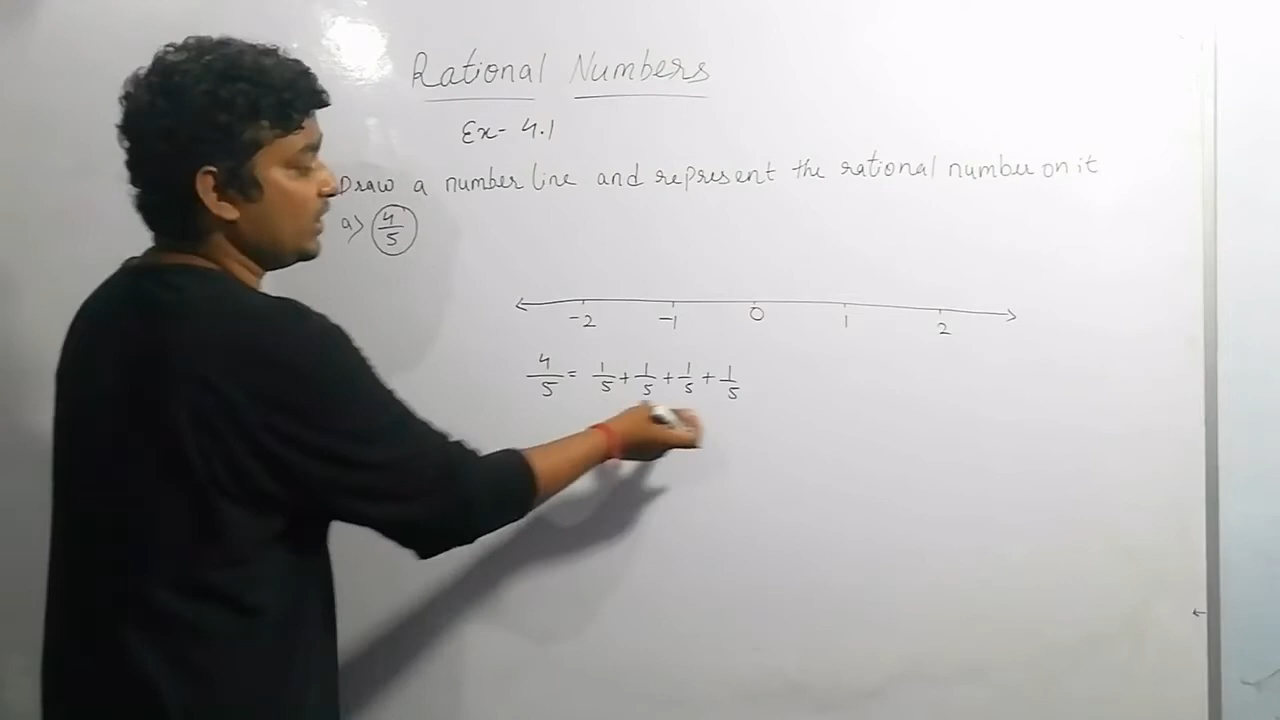 Rational Numbers
Ex- 4.1
Draw a number line and represent the rational number on it
a) 4/5
-2 -1 0 1 2
4/5 = 1/5 + 1/5 + 1/5 + 1/5